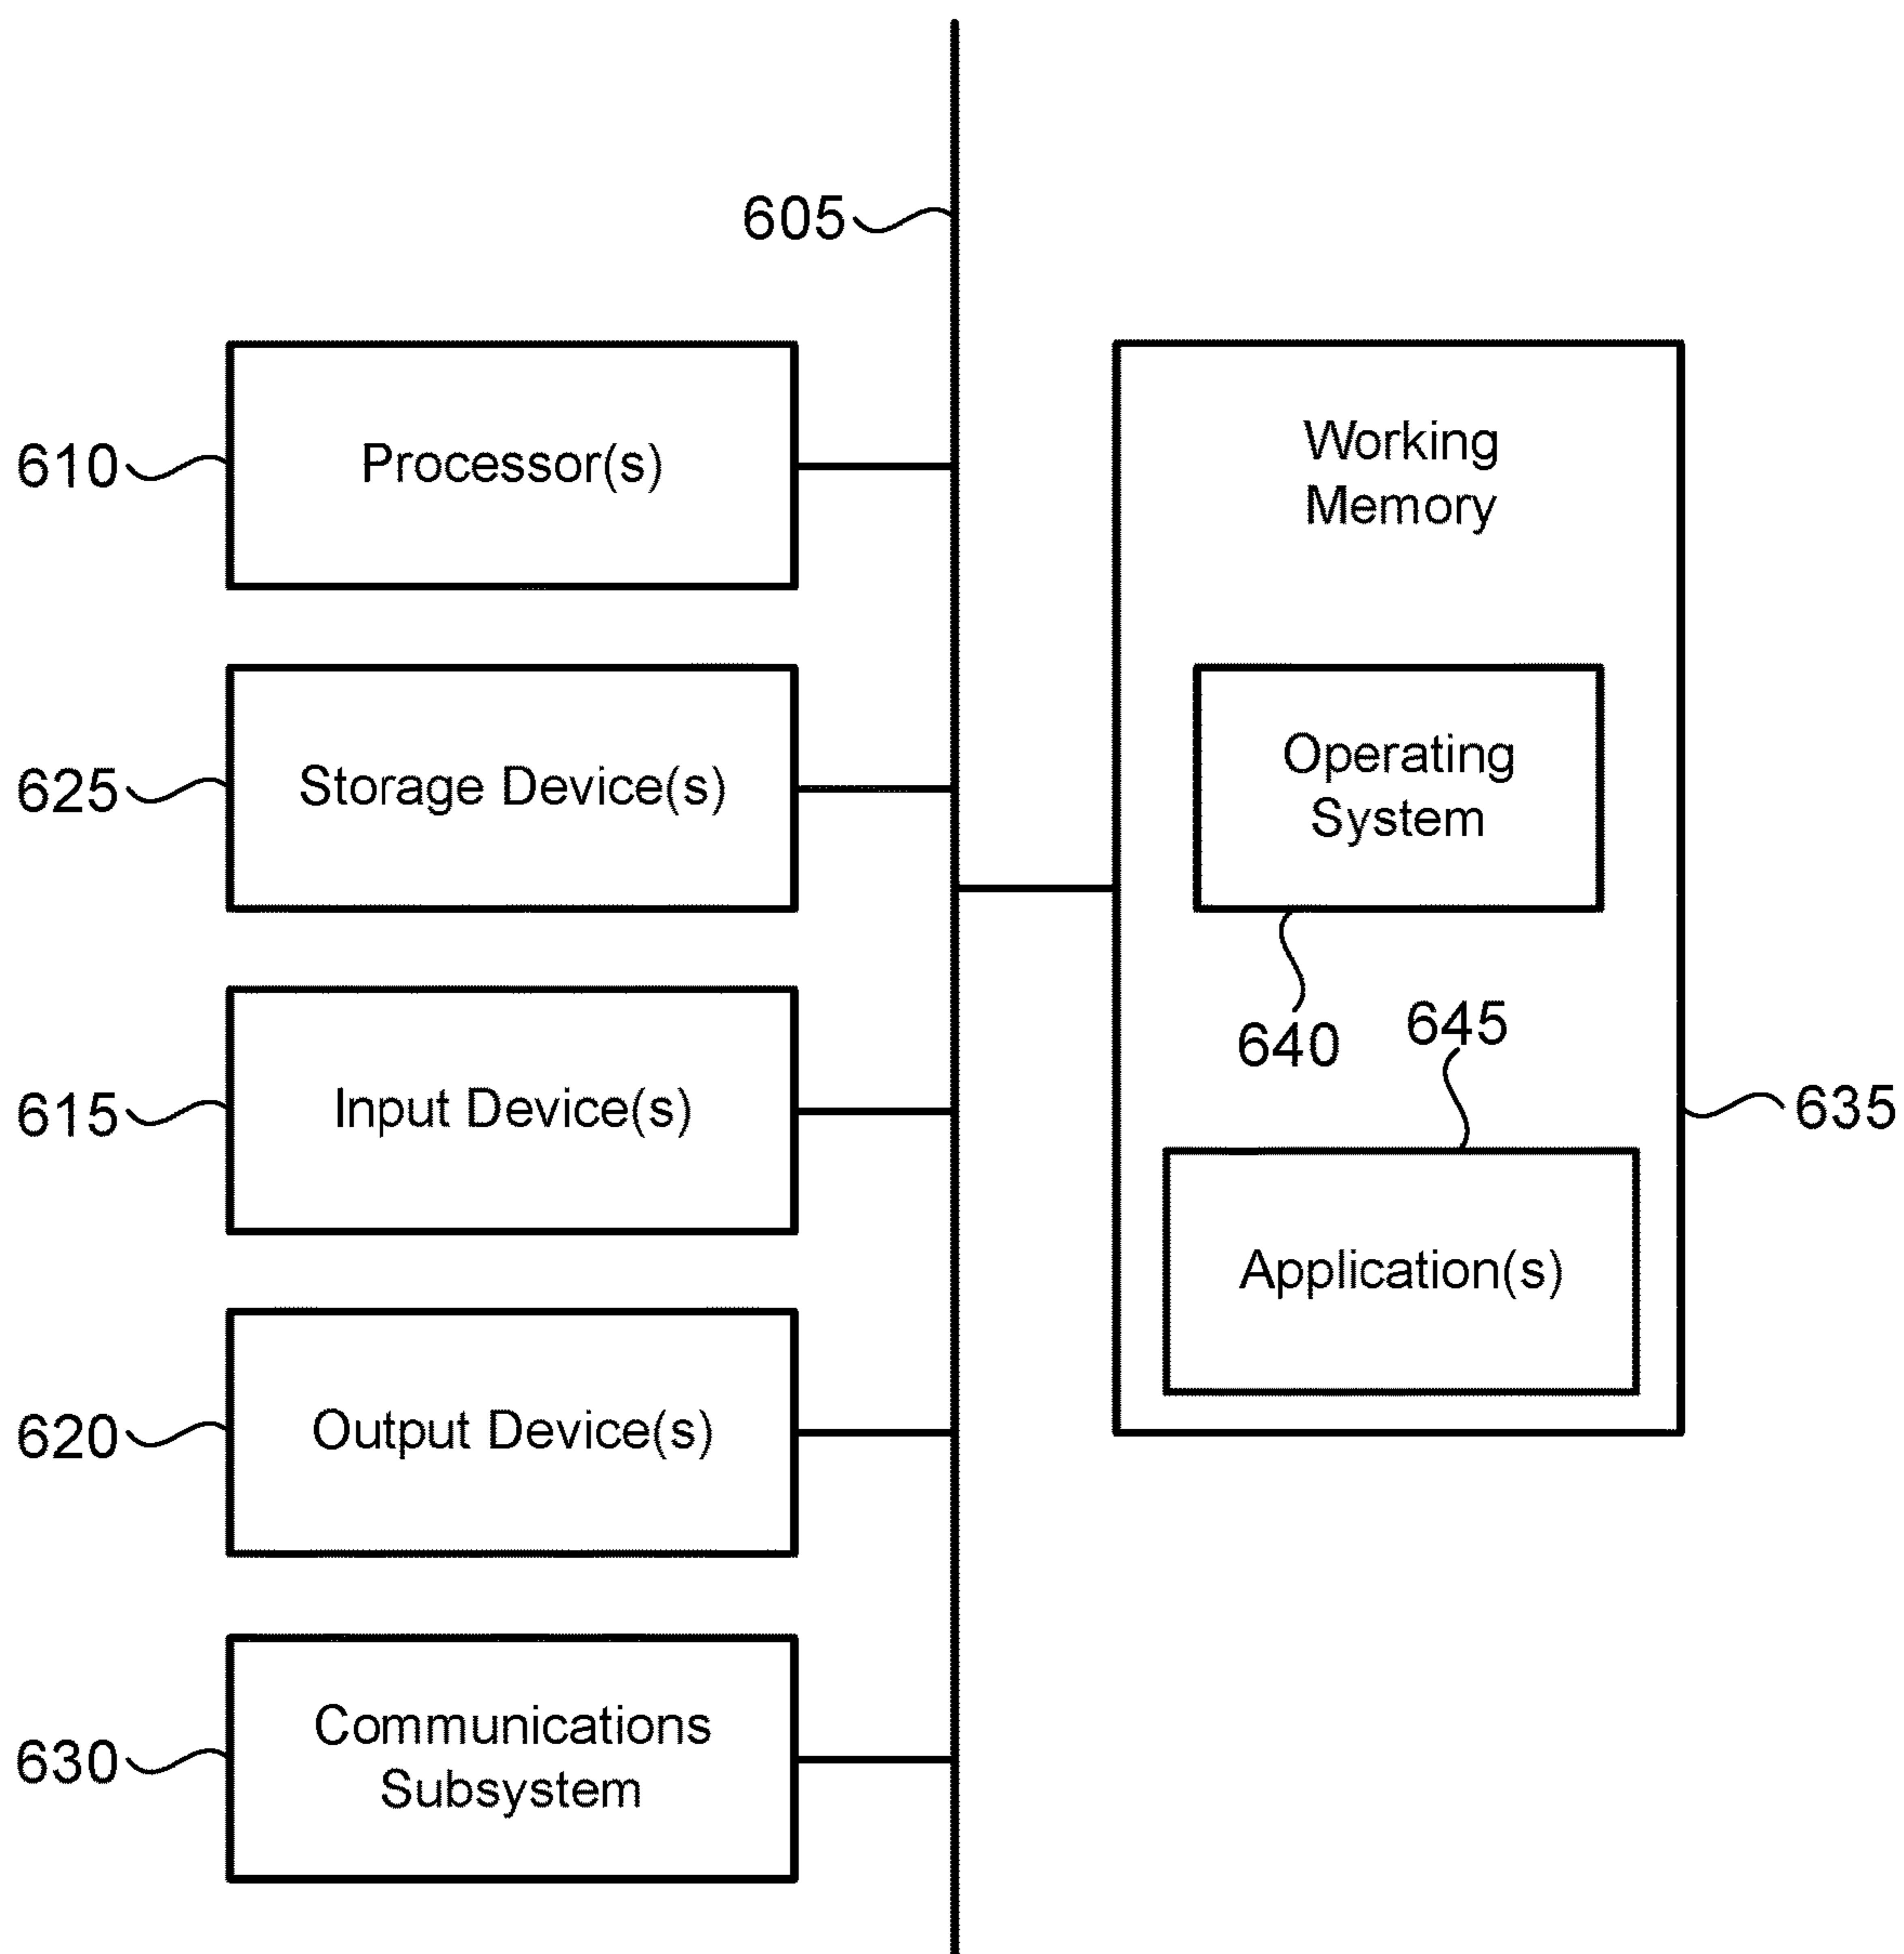 605
610
Processor(s)
625
Storage Device(s)
615
Input Device(s)
620
Output Device(s)
630
Communications
Subsystem
Working
Memory
Operating
System
640
645
635
Application(s)